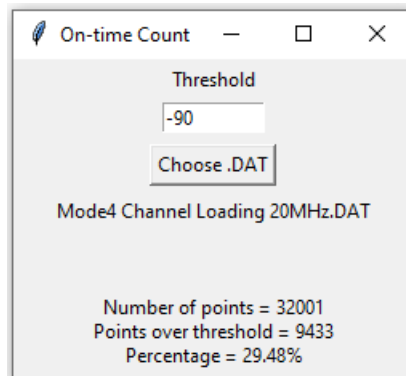 On-time Count
Threshold
-90
Choose .DAT
Mode4 Channel Loading 20MHz.DAT
Number of points = 32001
Points over threshold = 9433
Percentage = 29.48%